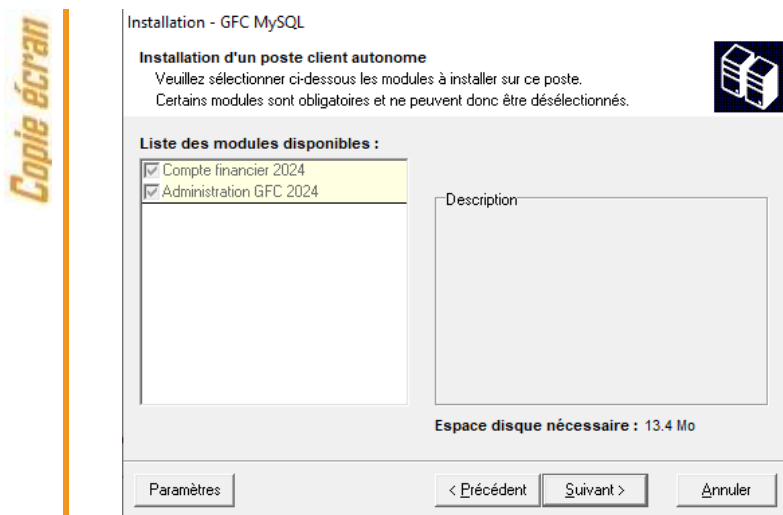 Copie écran
Installation - GFC MySQL
Installation d'un poste client autonome
Veuillez sélectionner ci-dessous les modules à installer sur ce poste.
Certains modules sont obligatoires et ne peuvent donc être désélectionnés.
Liste des modules disponibles :
Compte financier 2024
Administration GFC 2024
Description
Espace disque nécessaire : 13.4 Mo
Paramètres
< Précédent
Suivant >
Annuler